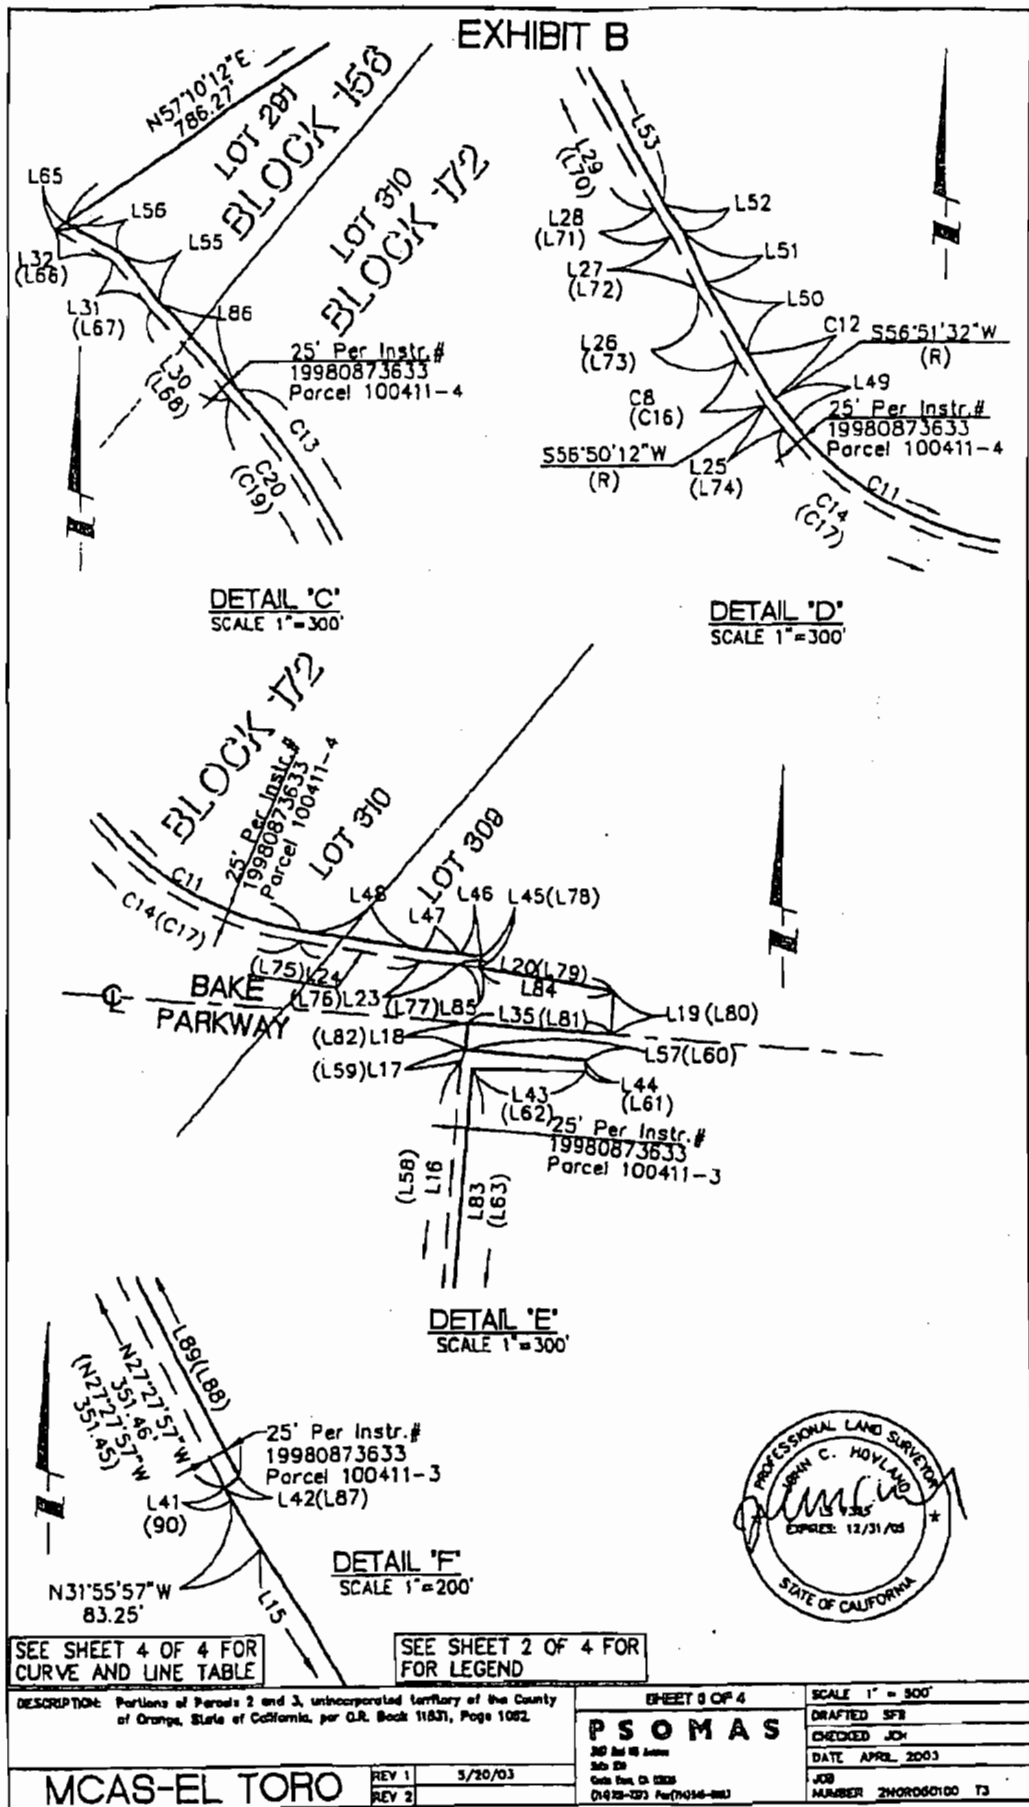 EXHIBIT B
N57°10'12"E
786.27'
LOT 291
BLOCK 156
LOT 310
BLOCK 172
L65
L56
L55
L32
(L66)
L31
(L67)
L86
L30
(L68)
25' Per Instr.#
19980873633
Parcel 100411-4
C13
C20
(C19)
DETAIL "C"
SCALE 1"=300'
L53
L29
(L70)
L52
L28
(L71)
L51
L27
(L72)
L50
C12
S56°51'32"W
(R)
L26
(L73)
L49
C8
(C16)
25' Per Instr.#
19980873633
Parcel 100411-4
S56°50'12"W
(R)
L25
(L74)
C11
C14
(C17)
DETAIL "D"
SCALE 1"=300'
BLOCK 172
25' Per Instr.#
19980873633
Parcel 100411-4
LOT 310
LOT 309
C11
C14(C17)
L48
L47
L46
L45(L78)
(L75)
L24
L20(L79)
L84
BAKE
PARKWAY
(L76)L23
(L77)L85
L35(L81)
L19(L80)
(L82)L18
L57(L60)
(L59)L17
L43
(L62)
L44
(L61)
25' Per Instr.#
19980873633
Parcel 100411-3
(L58)
L16
L83
(L63)
DETAIL "E"
SCALE 1"=300'
L89(L88)
N27°27'57"W
351.46'
(N27°27'57"W
351.45)
25' Per Instr.#
19980873633
Parcel 100411-3
L41
(90)
L42(L87)
N31°55'57"W
83.25'
L15
DETAIL "F"
SCALE 1"=200'
PROFESSIONAL LAND SURVEYOR
JOHN C. HOVLAND
EXPIRES: 12/31/05
STATE OF CALIFORNIA
SEE SHEET 4 OF 4 FOR
CURVE AND LINE TABLE
SEE SHEET 2 OF 4 FOR
FOR LEGEND
DESCRIPTION: Portions of Parcels 2 and 3, unincorporated territory of the County
of Orange, State of California, per O.R. Book 11831, Page 1082
MCAS-EL TORO
REV 1 5/20/03
REV 2
SHEET 3 OF 4
PSOMAS
SCALE 1" = 300'
DRAFTED
CHECKED JCH
DATE APRIL 2003
JOB
NUMBER 2MOR060100 T3